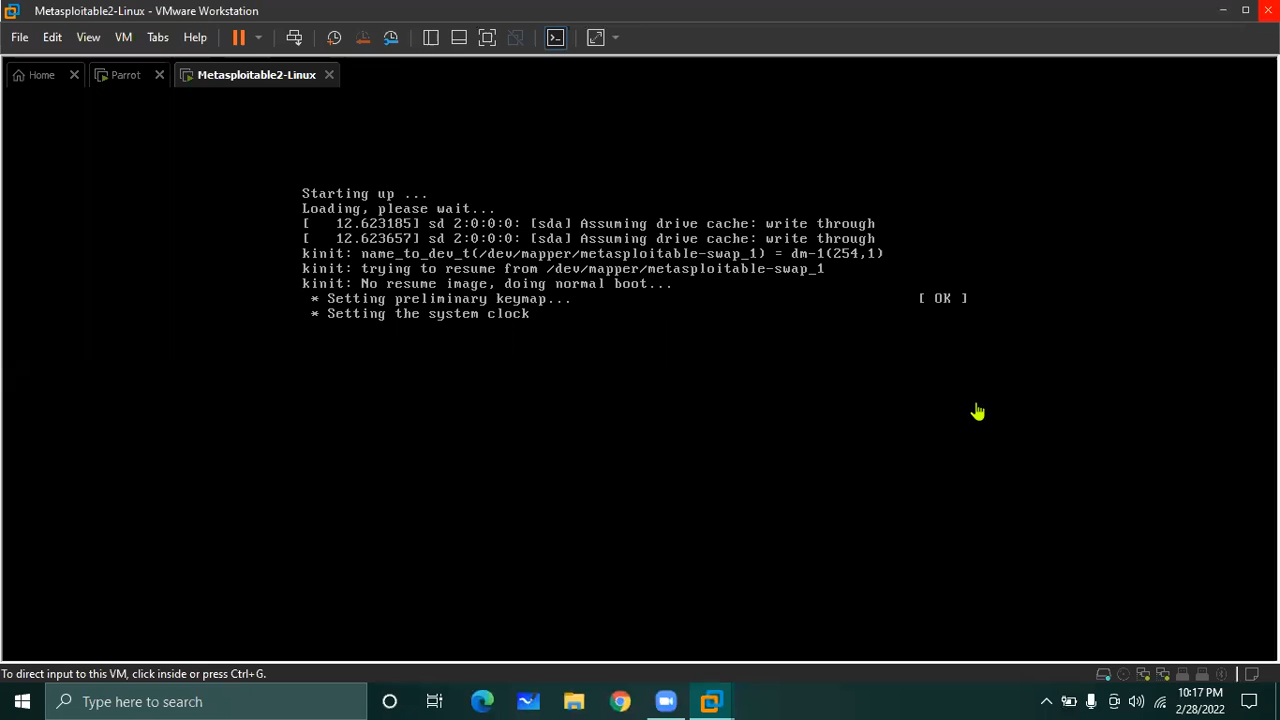 Metasploitable2-Linux - VMware Workstation
File Edit View VM Tabs Help
Home Parrot Metasploitable2-Linux
Starting up ...
Loading, please wait...
[   12.623185] sd 2:0:0:0: [sda] Assuming drive cache: write through
[   12.623657] sd 2:0:0:0: [sda] Assuming drive cache: write through
kinit: name_to_dev_t(/dev/mapper/metasploitable-swap_1) = dm-1(254,1)
kinit: trying to resume from /dev/mapper/metasploitable-swap_1
kinit: No resume image, doing normal boot...
* Setting preliminary keymap... [ OK ]
* Setting the system clock
To direct input to this VM, click inside or press Ctrl+G.
Type here to search
10:17 PM
2/28/2022